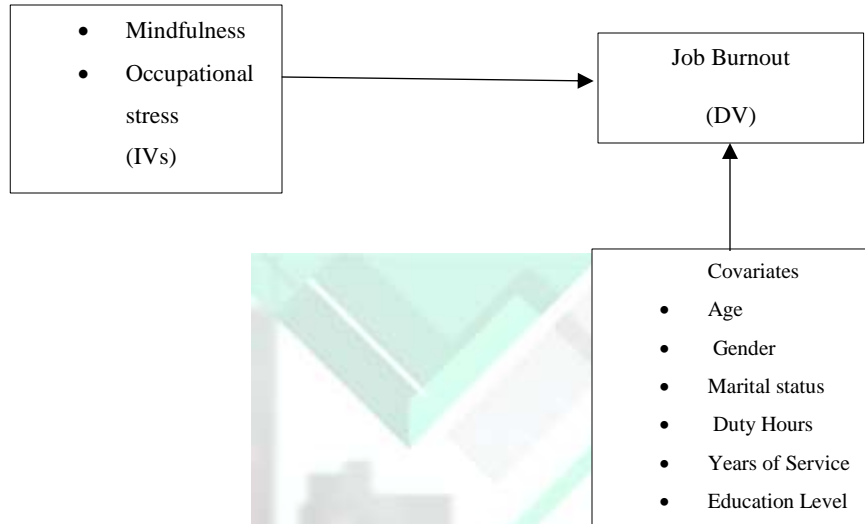 • Mindfulness
• Occupational
stress
(IVs)
Job Burnout
(DV)
Covariates
• Age
• Gender
• Marital status
• Duty Hours
• Years of Service
• Education Level